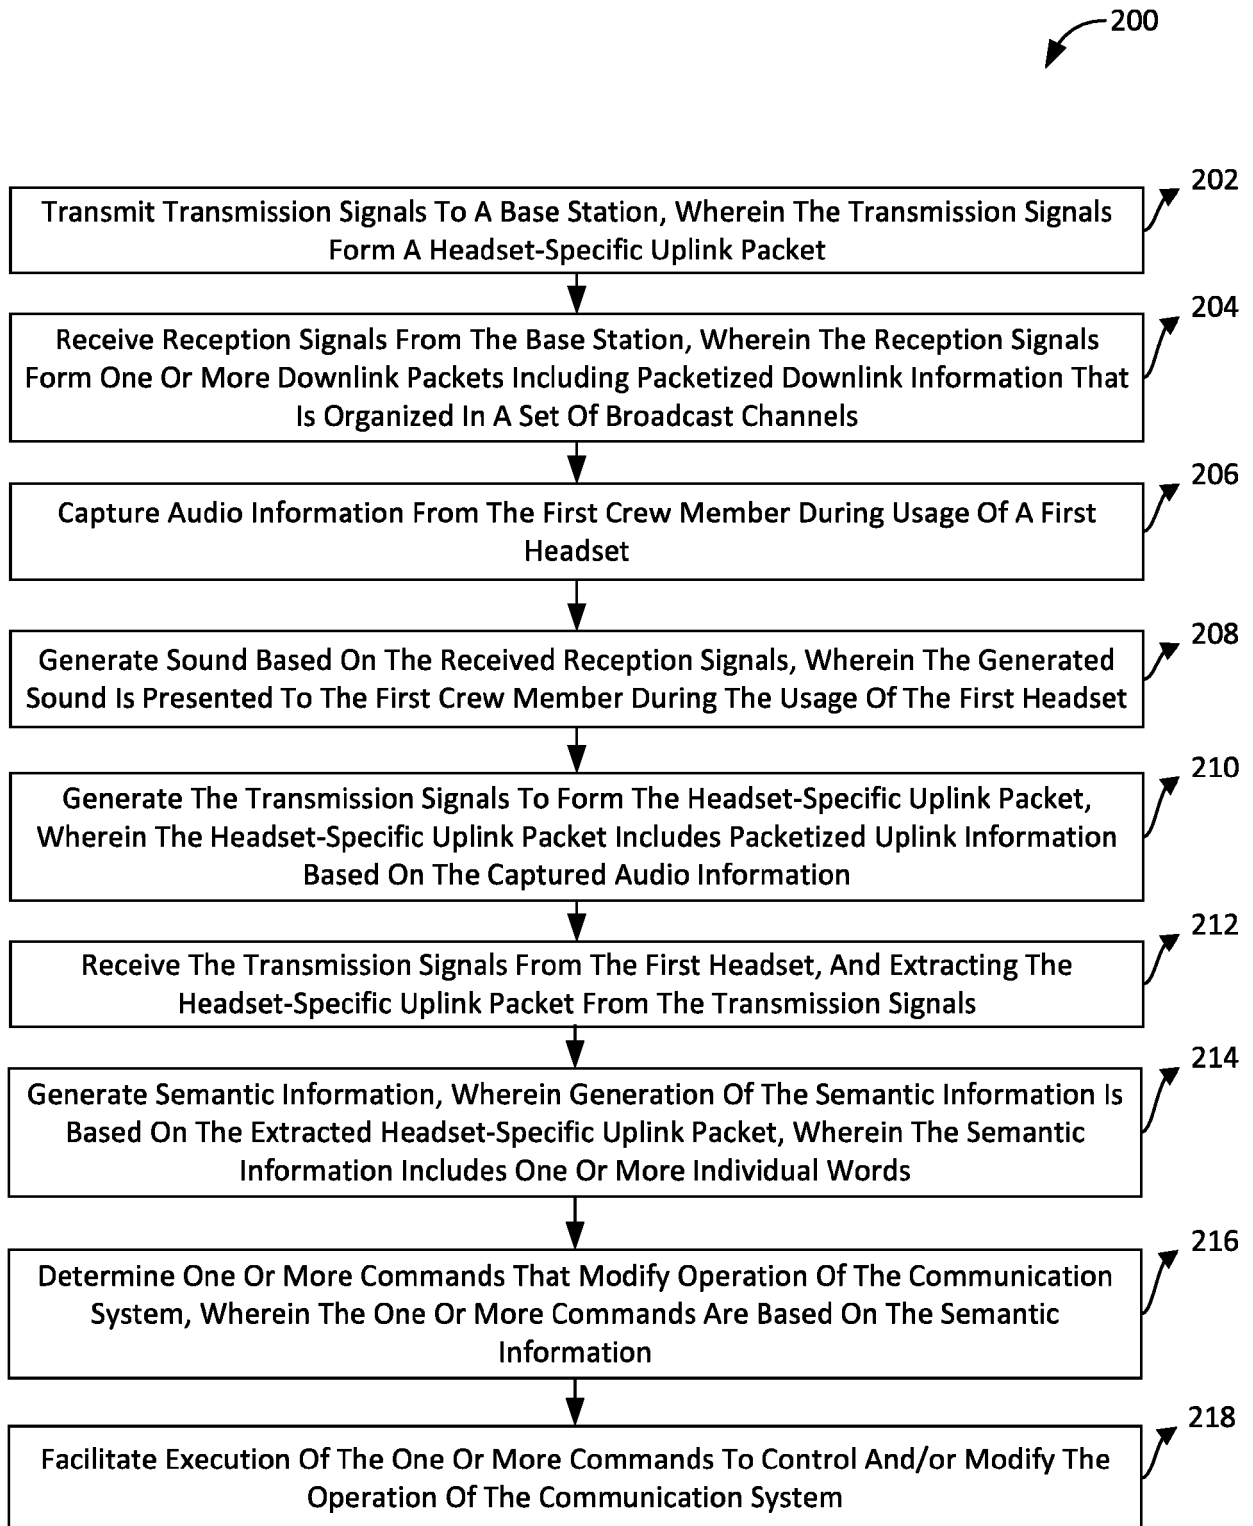 200
202
Transmit Transmission Signals To A Base Station, Wherein The Transmission Signals
Form A Headset-Specific Uplink Packet
204
Receive Reception Signals From The Base Station, Wherein The Reception Signals
Form One Or More Downlink Packets Including Packetized Downlink Information That
Is Organized In A Set Of Broadcast Channels
206
Capture Audio Information From The First Crew Member During Usage Of A First
Headset
208
Generate Sound Based On The Received Reception Signals, Wherein The Generated
Sound Is Presented To The First Crew Member During The Usage Of The First Headset
210
Generate The Transmission Signals To Form The Headset-Specific Uplink Packet,
Wherein The Headset-Specific Uplink Packet Includes Packetized Uplink Information
Based On The Captured Audio Information
212
Receive The Transmission Signals From The First Headset, And Extracting The
Headset-Specific Uplink Packet From The Transmission Signals
214
Generate Semantic Information, Wherein Generation Of The Semantic Information Is
Based On The Extracted Headset-Specific Uplink Packet, Wherein The Semantic
Information Includes One Or More Individual Words
216
Determine One Or More Commands That Modify Operation Of The Communication
System, Wherein The One Or More Commands Are Based On The Semantic
Information
218
Facilitate Execution Of The One Or More Commands To Control And/or Modify The
Operation Of The Communication System